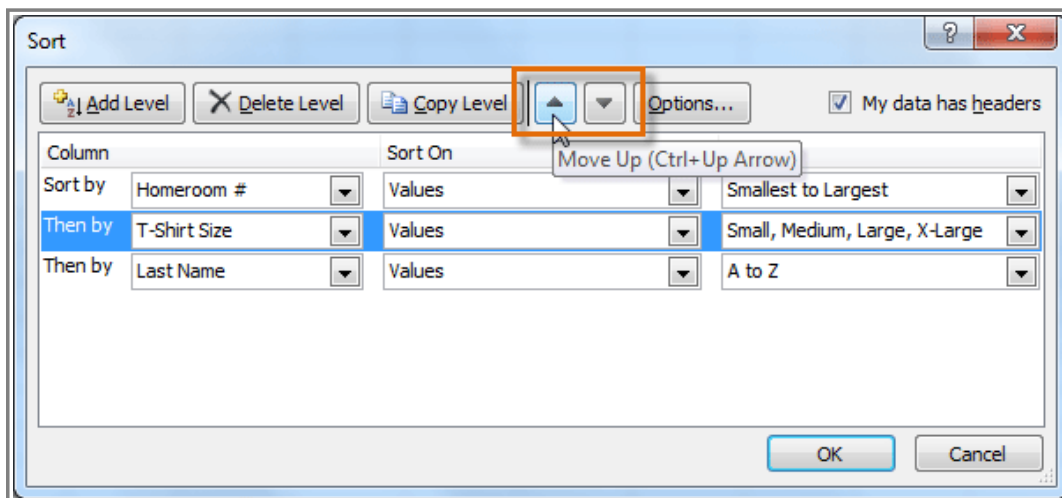 Sort
Add Level Delete Level Copy Level Options... My data has headers
Column Sort On
Move Up (Ctrl+Up Arrow)
Sort by Homeroom # Values Smallest to Largest
Then by T-Shirt Size Values Small, Medium, Large, X-Large
Then by Last Name Values A to Z
OK Cancel